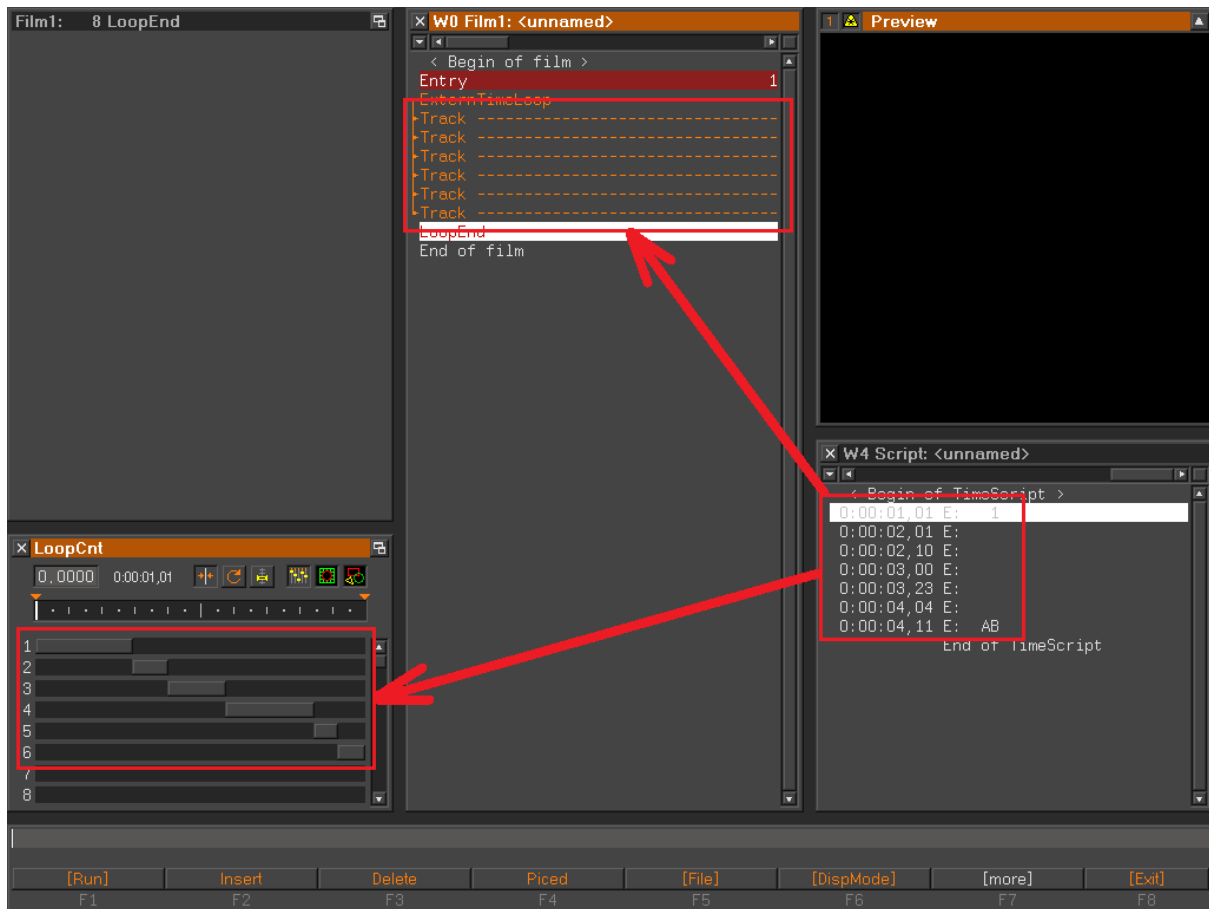 Film1: 8 LoopEnd
W0 Film1: <unnamed>
< Begin of film >
Entry 1
ExternTimeLoop
Track --------------------------------
Track --------------------------------
Track --------------------------------
Track --------------------------------
Track --------------------------------
Track --------------------------------
LoopEnd
End of film
1 Preview
W4 Script: <unnamed>
< Begin of TimeScript >
0:00:01,01 E: 1
0:00:02,01 E:
0:00:02,10 E:
0:00:03,00 E:
0:00:03,23 E:
0:00:04,04 E:
0:00:04,11 E: AB
End of TimeScript
LoopCnt
0,0000 0:00:01,01
1
2
3
4
5
6
7
8
[Run] Insert Delete Piced [File] [DispMode] [more] [Exit]
F1 F2 F3 F4 F5 F6 F7 F8